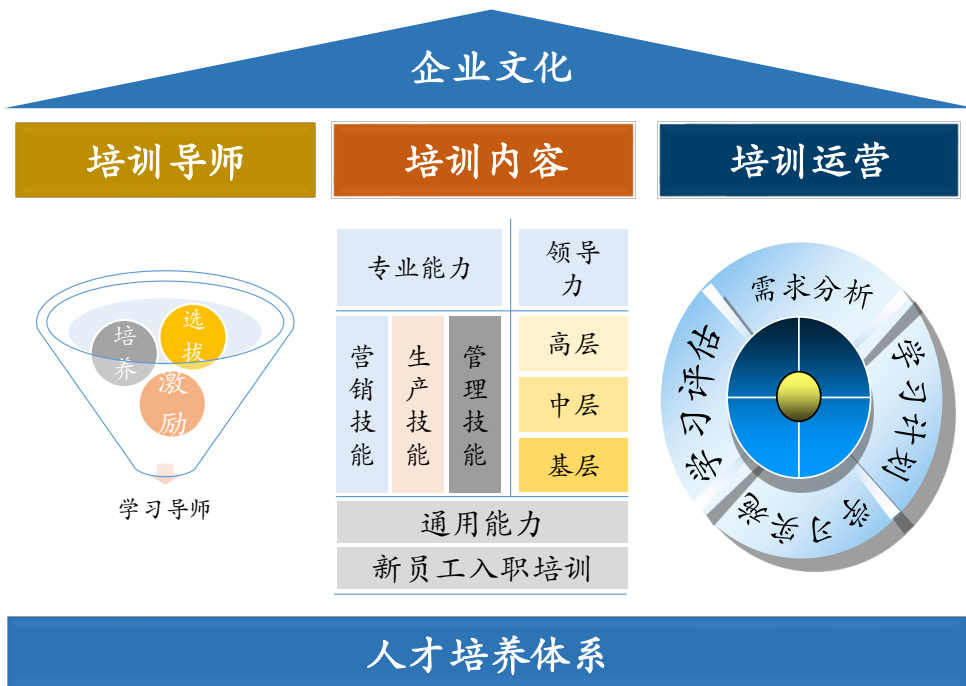 企业文化
培训导师
培训内容
培训运营
培养
选拔
激励
学习导师
专业能力
领导
力
营销技能
生产技能
管理技能
高层
中层
基层
通用能力
新员工入职培训
需求分析
学习计划
学习实施
学习评估
人才培养体系